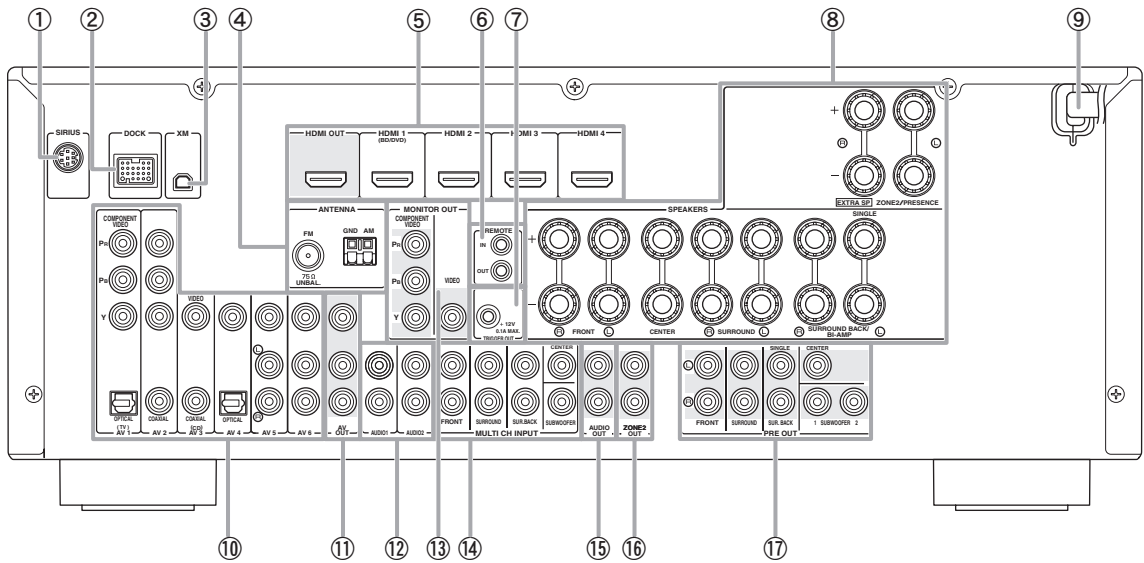 ① ② ③ ④ ⑤ ⑥ ⑦ ⑧ ⑨
SIRIUS
DOCK
XM
HDMI OUT
HDMI 1
(BD/DVD)
HDMI 2
HDMI 3
HDMI 4
+
Ⓡ Ⓛ
–
EXTRA SP
ZONE2/PRESENCE
ANTENNA
FM
GND AM
75 Ω
UNBAL.
MONITOR OUT
COMPONENT
VIDEO
PR
PB
Y
VIDEO
REMOTE
IN
OUT
+ 12V
0.1A MAX.
TRIGGER OUT
SPEAKERS
SINGLE
+
–
Ⓡ FRONT Ⓛ
CENTER
Ⓡ SURROUND Ⓛ
Ⓡ SURROUND BACK/ Ⓛ
BI-AMP
COMPONENT
VIDEO
PR
PB
Y
VIDEO
Ⓛ
Ⓡ
OPTICAL
(TV)
AV 1
COAXIAL
AV 2
COAXIAL
(CD)
AV 3
OPTICAL
AV 4
AV 5
AV 6
AV
OUT
AUDIO1
AUDIO2
CENTER
FRONT
SURROUND
SUR.BACK
SUBWOOFER
MULTI CH INPUT
AUDIO
OUT
ZONE2
OUT
Ⓛ
Ⓡ
SINGLE
CENTER
FRONT
SURROUND
SUR. BACK
1 SUBWOOFER 2
PRE OUT
⑩ ⑪ ⑫ ⑬ ⑭ ⑮ ⑯ ⑰